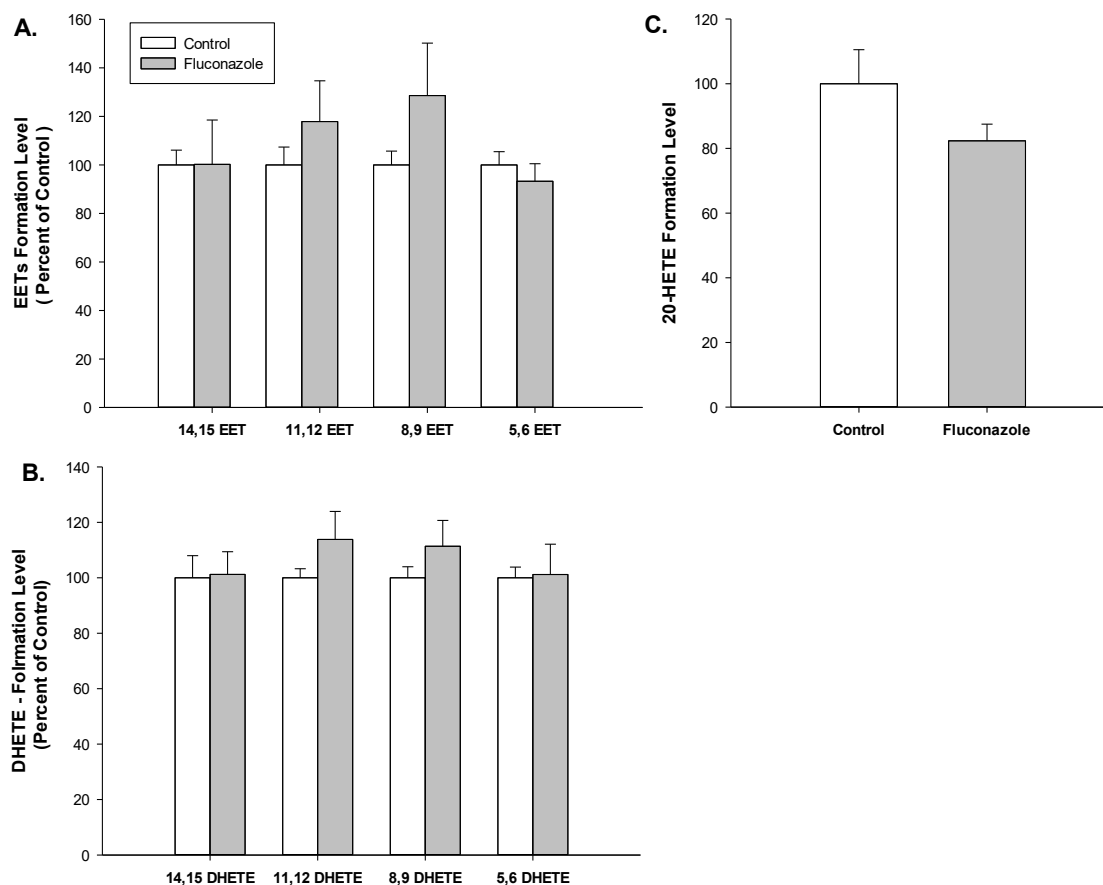 A.
EETs Formation Level
( Percent of Control )
160
140
120
100
80
60
40
20
0
Control
Fluconazole
14,15 EET
11,12 EET
8,9 EET
5,6 EET
C.
20-HETE Formation Level
120
100
80
60
40
20
0
Control
Fluconazole
B.
DHETE - Folrmation Level
(Percent of Control)
140
120
100
80
60
40
20
0
14,15 DHETE
11,12 DHETE
8,9 DHETE
5,6 DHETE